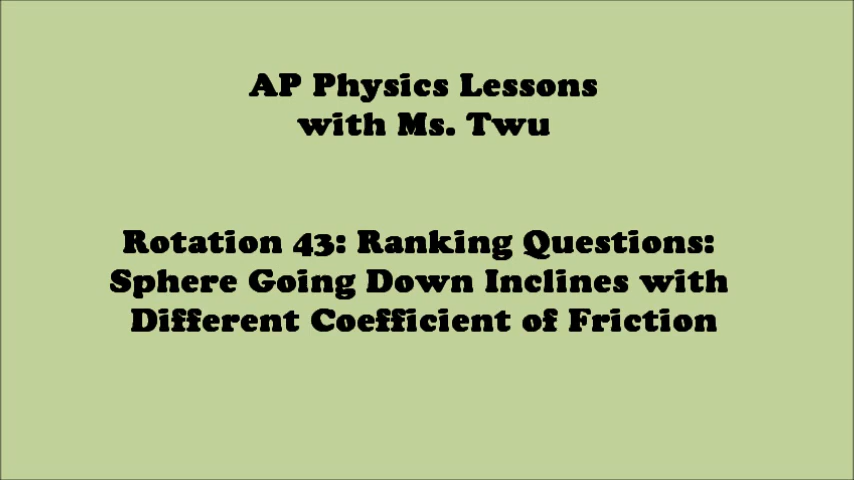 AP Physics Lessons
with Ms. Twu
Rotation 43: Ranking Questions:
Sphere Going Down Inclines with
Different Coefficient of Friction